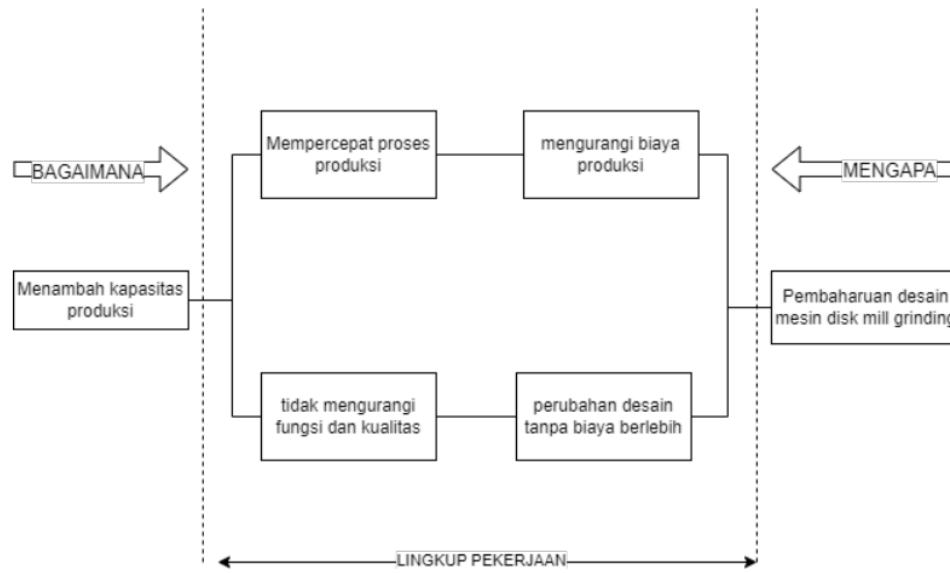 Mempercepat proses
produksi
mengurangi biaya
produksi
BAGAIMANA
MENGAPA
Menambah kapasitas
produksi
Pembaharuan desain
mesin disk mill grinding
tidak mengurangi
fungsi dan kualitas
perubahan desain
tanpa biaya berlebih
LINGKUP PEKERJAAN